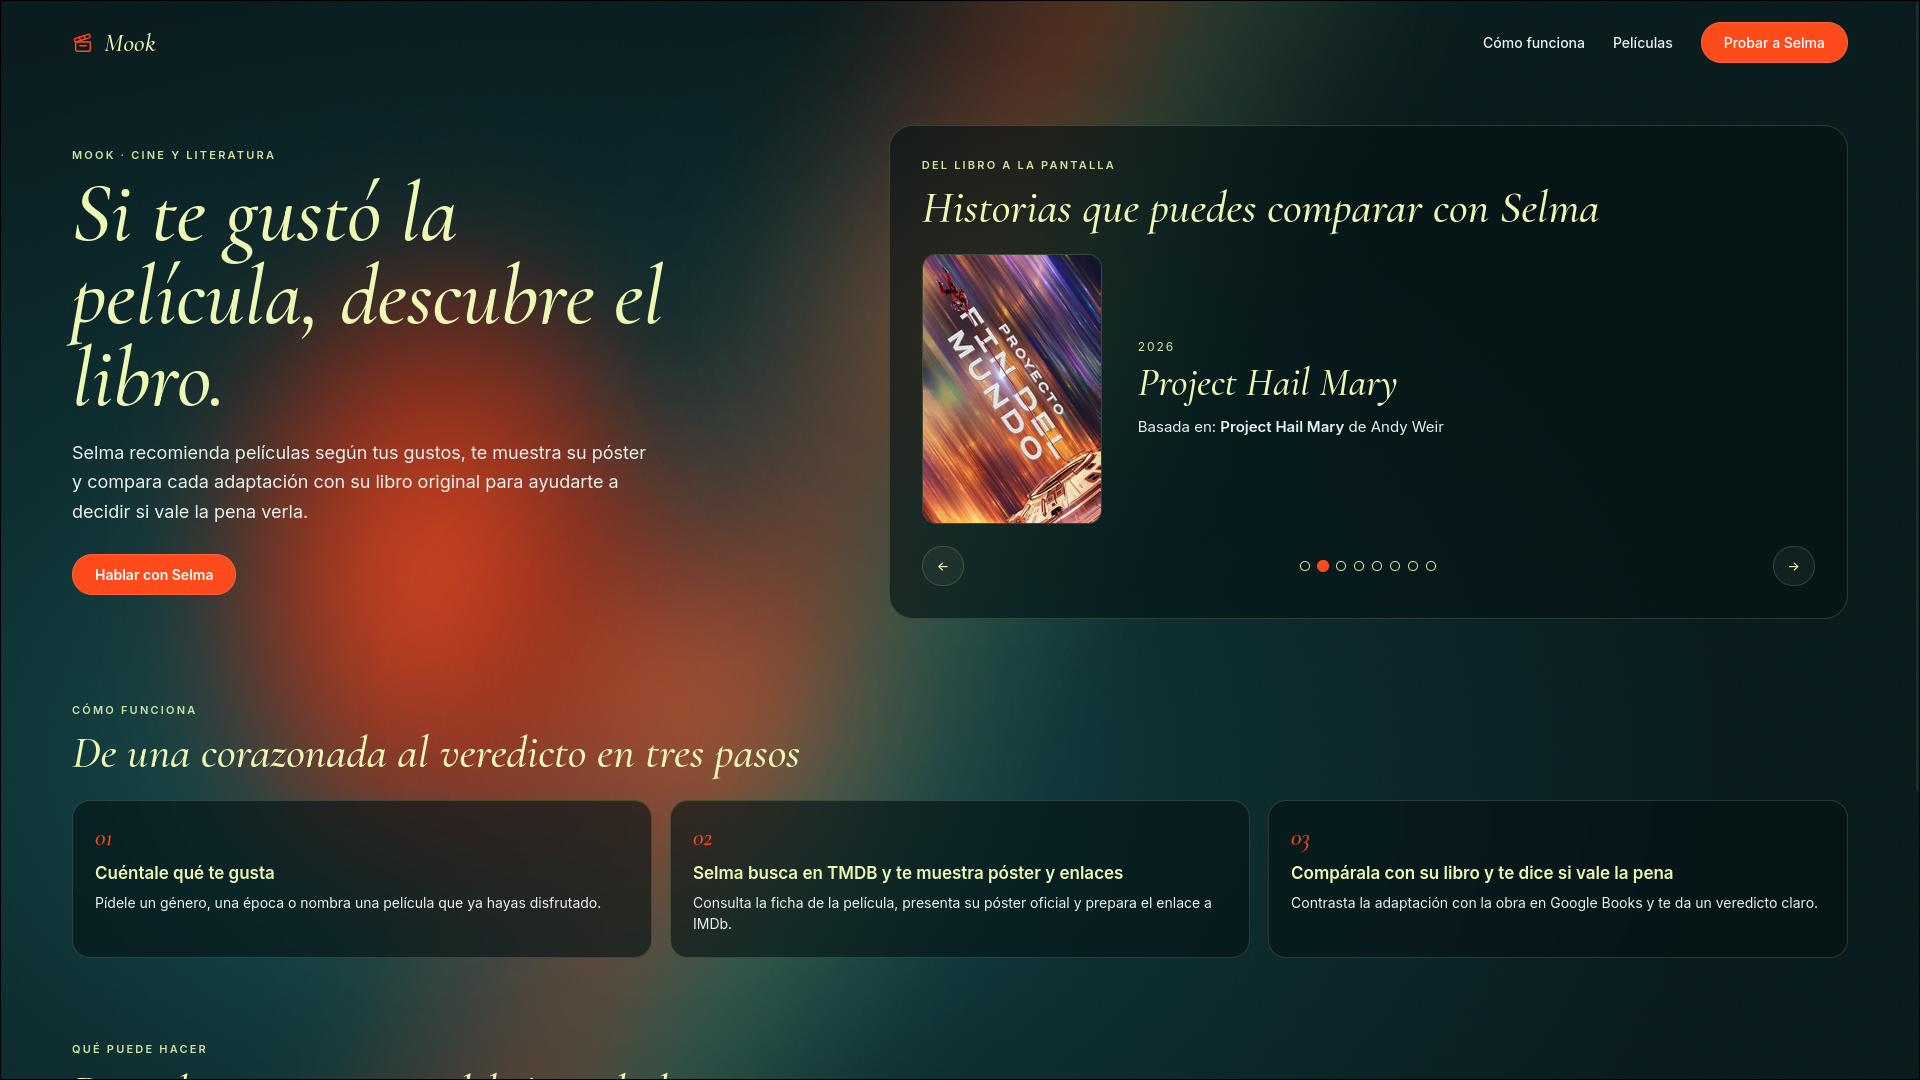 Mook
Cómo funciona
Películas
Probar a Selma
MOOK · CINE Y LITERATURA
Si te gustó la
película, descubre el
libro.
Selma recomienda películas según tus gustos, te muestra su póster
y compara cada adaptación con su libro original para ayudarte a
decidir si vale la pena verla.
Hablar con Selma
DEL LIBRO A LA PANTALLA
Historias que puedes comparar con Selma
PROYECTO
FIN DEL
MUNDO
2026
Project Hail Mary
Basada en: Project Hail Mary de Andy Weir
←
→
CÓMO FUNCIONA
De una corazonada al veredicto en tres pasos
01
Cuéntale qué te gusta
Pídele un género, una época o nombra una película que ya hayas disfrutado.
02
Selma busca en TMDB y te muestra póster y enlaces
Consulta la ficha de la película, presenta su póster oficial y prepara el enlace a
IMDb.
03
Compárala con su libro y te dice si vale la pena
Contrasta la adaptación con la obra en Google Books y te da un veredicto claro.
QUÉ PUEDE HACER